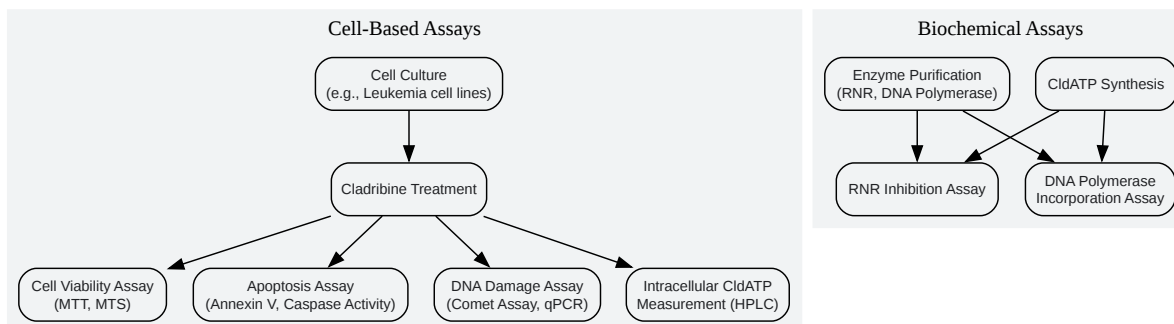 Cell-Based Assays
Cell Culture
(e.g., Leukemia cell lines)
Cladribine Treatment
Cell Viability Assay
(MTT, MTS)
Apoptosis Assay
(Annexin V, Caspase Activity)
DNA Damage Assay
(Comet Assay, qPCR)
Intracellular CldATP
Measurement (HPLC)
Biochemical Assays
Enzyme Purification
(RNR, DNA Polymerase)
CldATP Synthesis
RNR Inhibition Assay
DNA Polymerase
Incorporation Assay